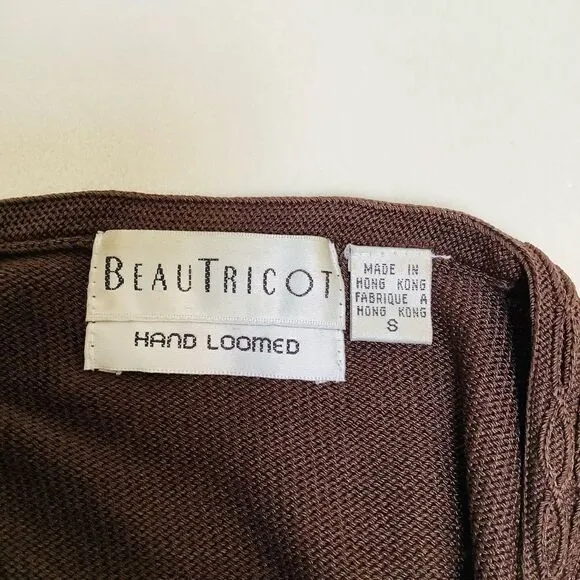 BEAUTRICOT
HAND LOOMED
MADE IN
HONG KONG
FABRIQUE A
HONG KONG
S